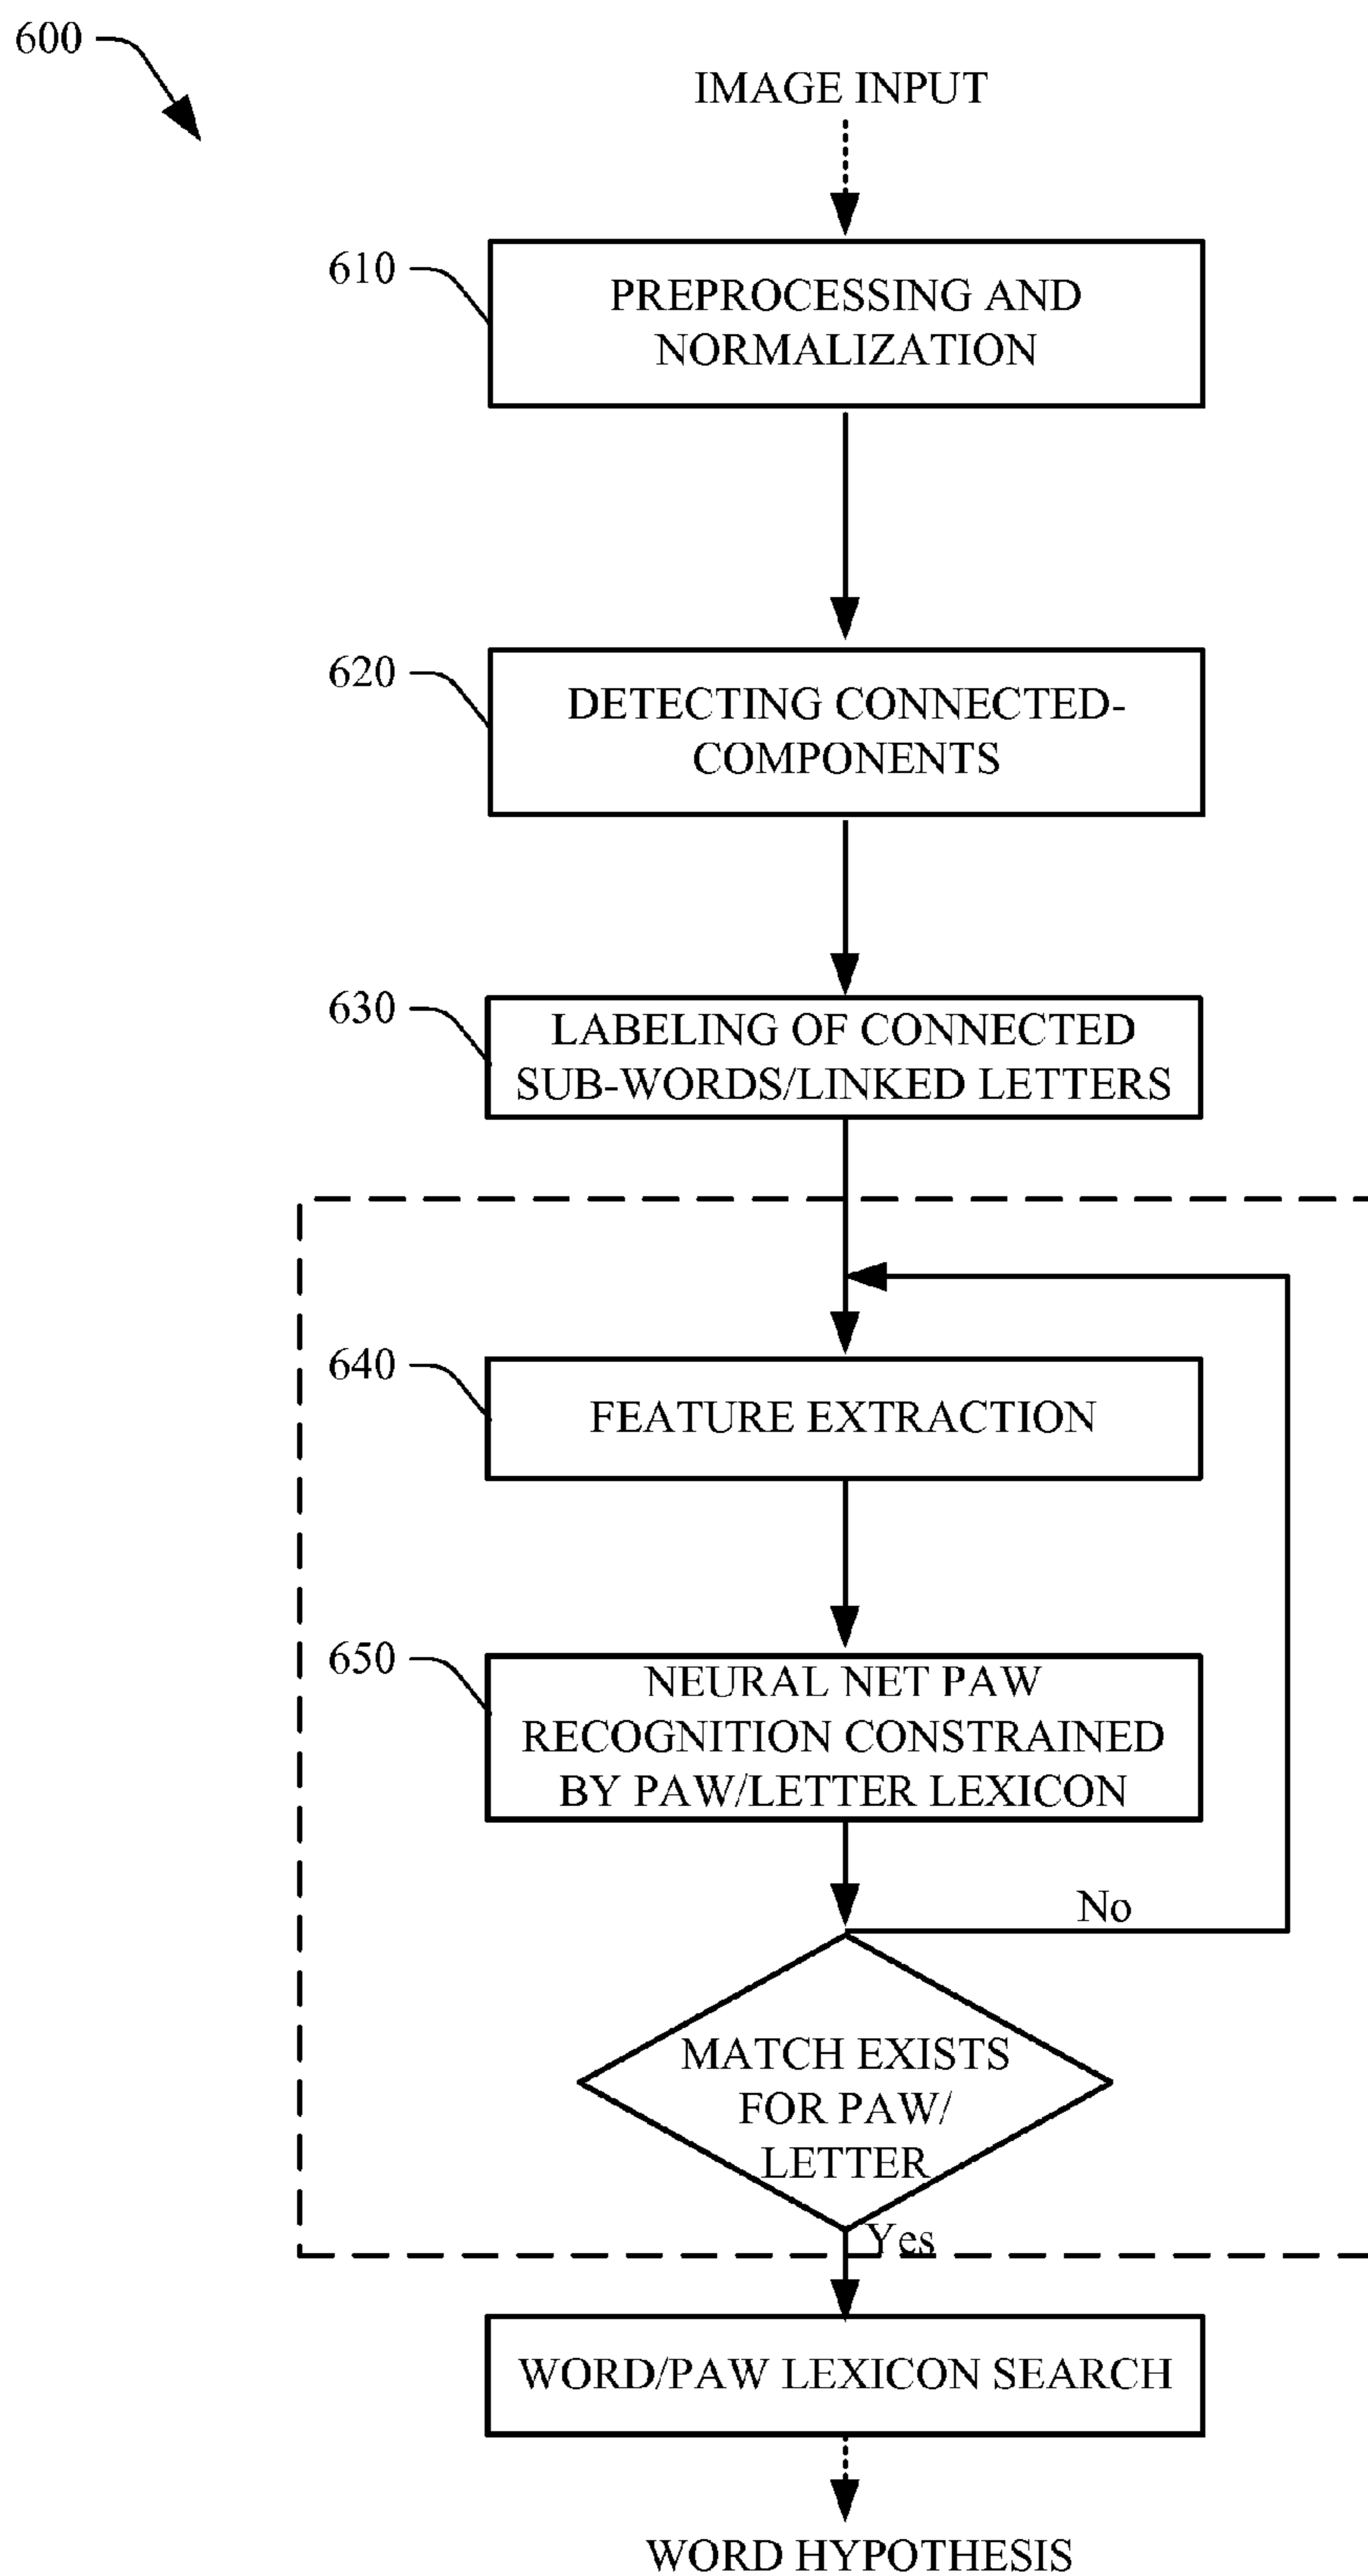 600
IMAGE INPUT
610
PREPROCESSING AND
NORMALIZATION
620
DETECTING CONNECTED-
COMPONENTS
630
LABELING OF CONNECTED
SUB-WORDS/LINKED LETTERS
640
FEATURE EXTRACTION
650
NEURAL NET PAW
RECOGNITION CONSTRAINED
BY PAW/LETTER LEXICON
No
MATCH EXISTS
FOR PAW/
LETTER
Yes
WORD/PAW LEXICON SEARCH
WORD HYPOTHESIS